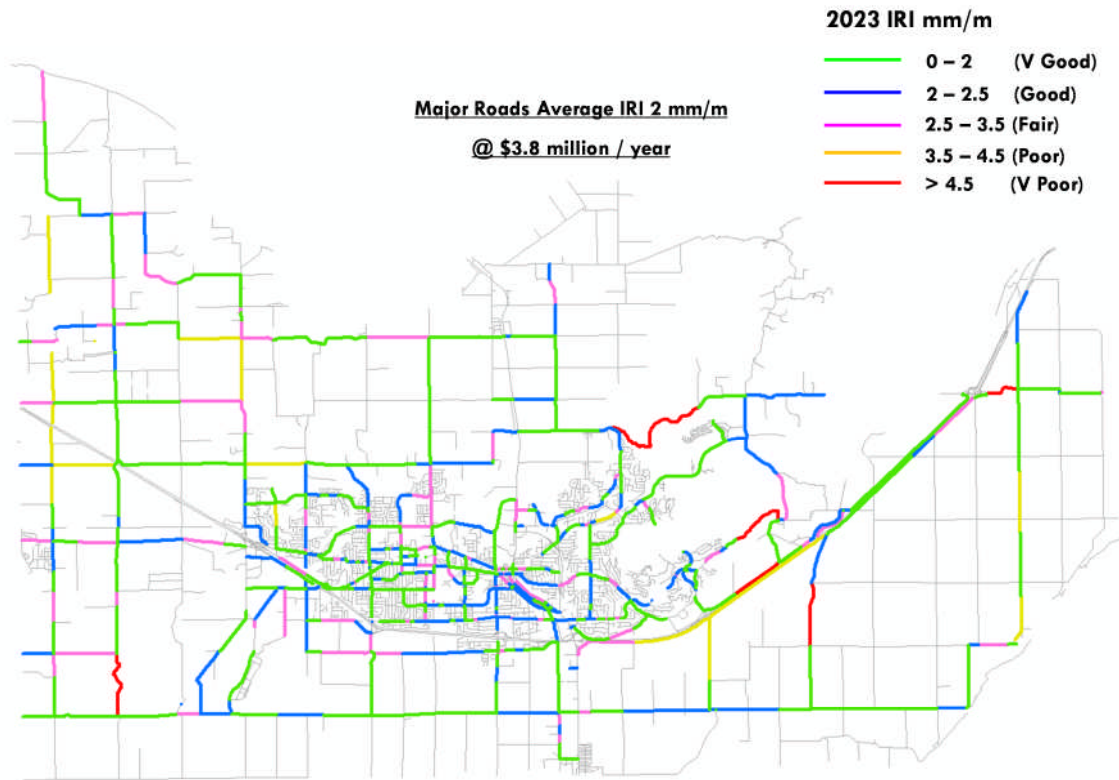 2023 IRI mm/m
0 – 2 (V Good)
2 – 2.5 (Good)
2.5 – 3.5 (Fair)
3.5 – 4.5 (Poor)
> 4.5 (V Poor)
Major Roads Average IRI 2 mm/m
@ $3.8 million / year